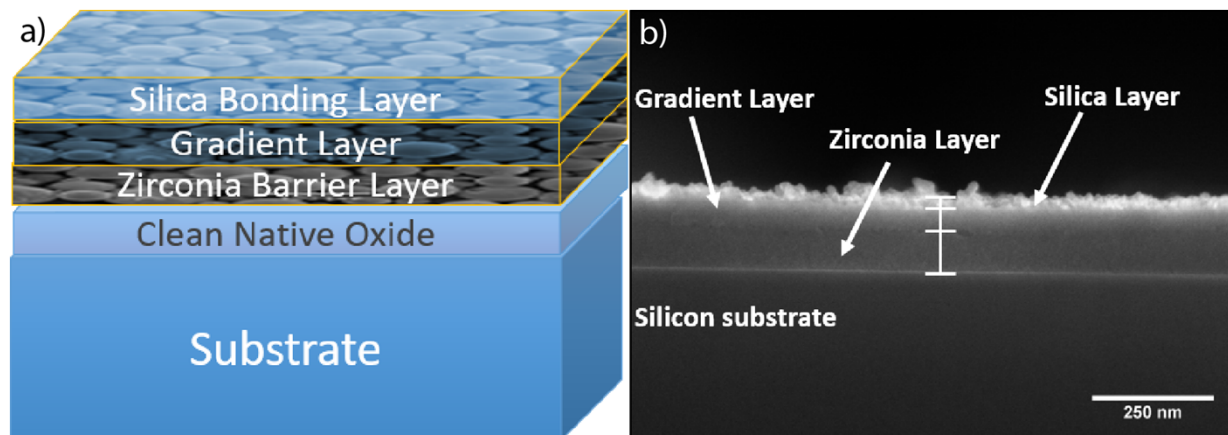 a)
Silica Bonding Layer
Gradient Layer
Zirconia Barrier Layer
Clean Native Oxide
Substrate
b)
Gradient Layer
Silica Layer
Zirconia Layer
Silicon substrate
250 nm